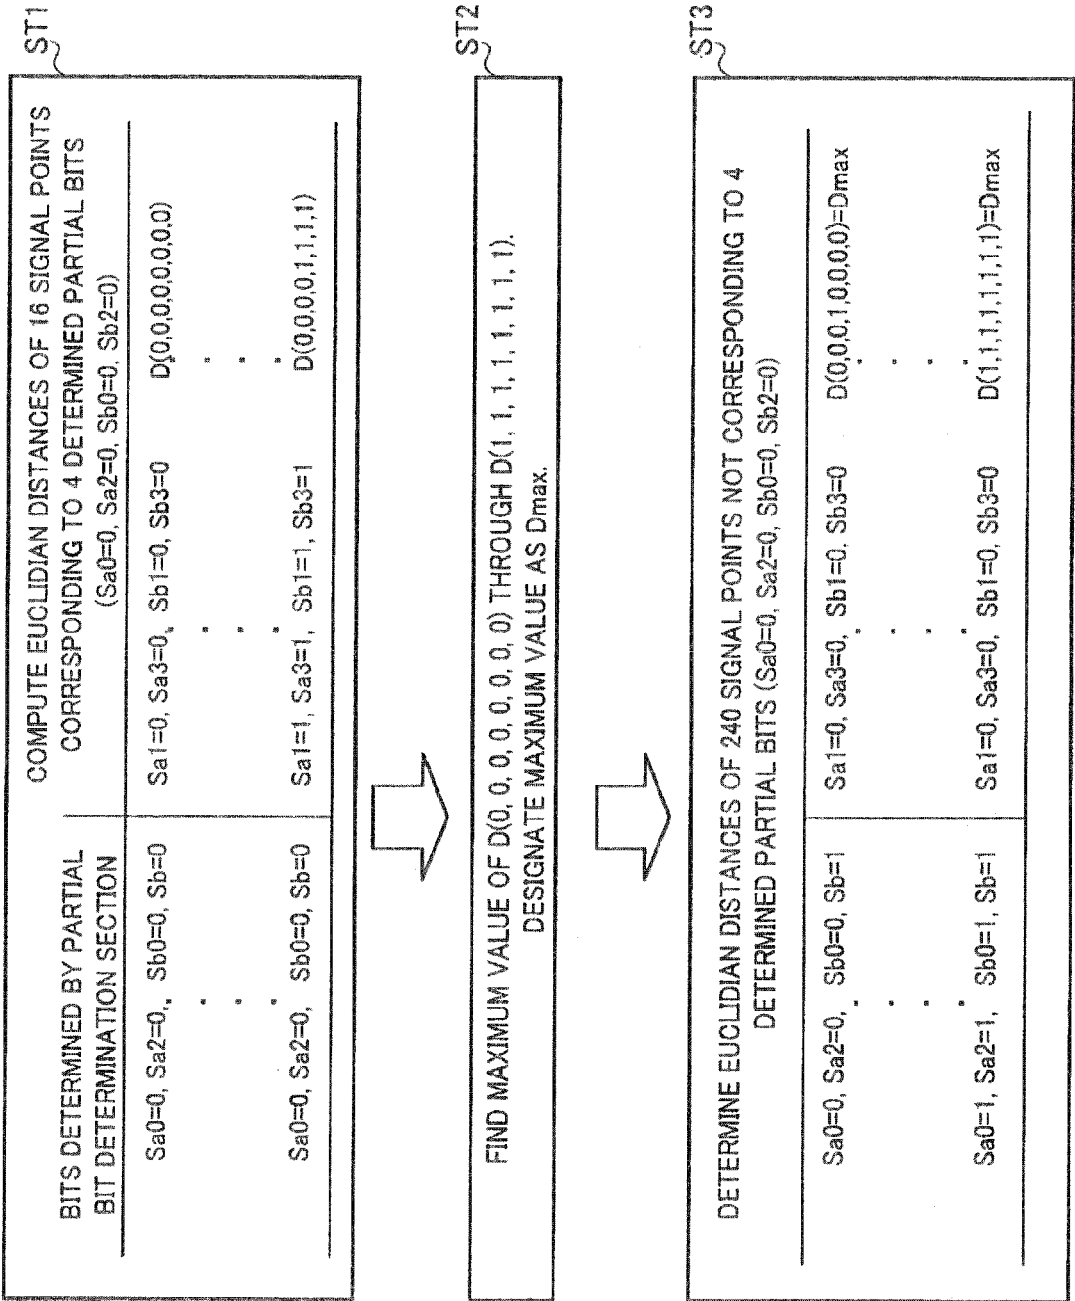 ST1
COMPUTE EUCLIDIAN DISTANCES OF 16 SIGNAL POINTS
CORRESPONDING TO 4 DETERMINED PARTIAL BITS
(Sa0=0, Sa2=0, Sb0=0, Sb2=0)
BITS DETERMINED BY PARTIAL
BIT DETERMINATION SECTION
Sa0=0, Sa2=0, Sb0=0, Sb=0 Sa1=0, Sa3=0, Sb1=0, Sb3=0 D(0,0,0,0,0,0,0,0)
Sa0=0, Sa2=0, Sb0=0, Sb=0 Sa1=1, Sa3=1, Sb1=1, Sb3=1 D(0,0,0,0,1,1,1,1)
ST2
FIND MAXIMUM VALUE OF D(0, 0, 0, 0, 0, 0, 0, 0) THROUGH D(1, 1, 1, 1, 1, 1, 1, 1).
DESIGNATE MAXIMUM VALUE AS Dmax.
ST3
DETERMINE EUCLIDIAN DISTANCES OF 240 SIGNAL POINTS NOT CORRESPONDING TO 4
DETERMINED PARTIAL BITS (Sa0=0, Sa2=0, Sb0=0, Sb2=0)
Sa0=0, Sa2=0, Sb0=0, Sb=1 Sa1=0, Sa3=0, Sb1=0, Sb3=0 D(0,0,0,1,0,0,0,0)=Dmax
Sa0=1, Sa2=1, Sb0=1, Sb=1 Sa1=0, Sa3=0, Sb1=0, Sb3=0 D(1,1,1,1,1,1,1,1)=Dmax